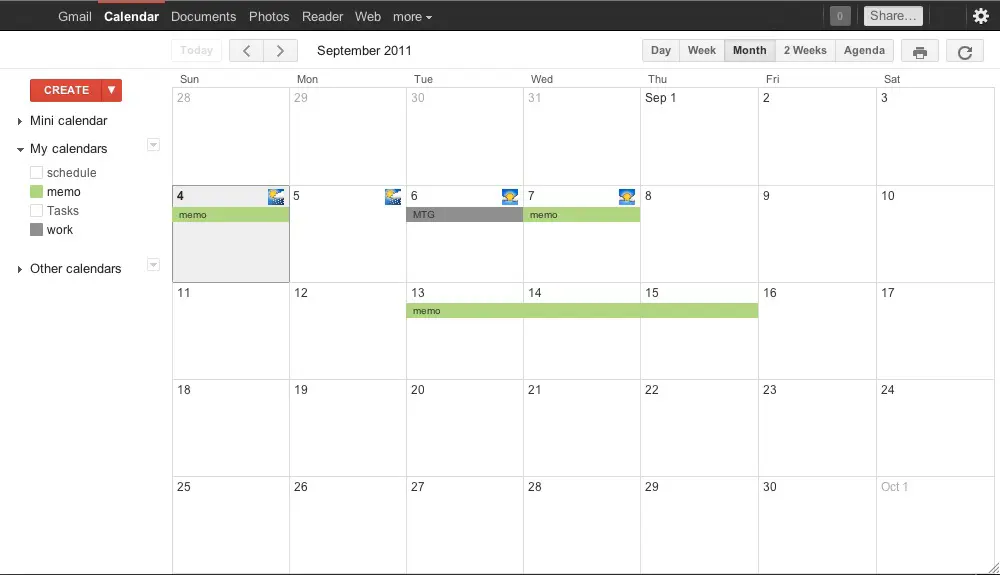 Gmail Calendar Documents Photos Reader Web more 0 Share…
Today September 2011 Day Week Month 2 Weeks Agenda
CREATE
Mini calendar
My calendars
schedule
memo
Tasks
work
Other calendars
Sun Mon Tue Wed Thu Fri Sat
28 29 30 31 Sep 1 2 3
4 5 6 7 8 9 10
memo MTG memo
11 12 13 14 15 16 17
memo
18 19 20 21 22 23 24
25 26 27 28 29 30 Oct 1